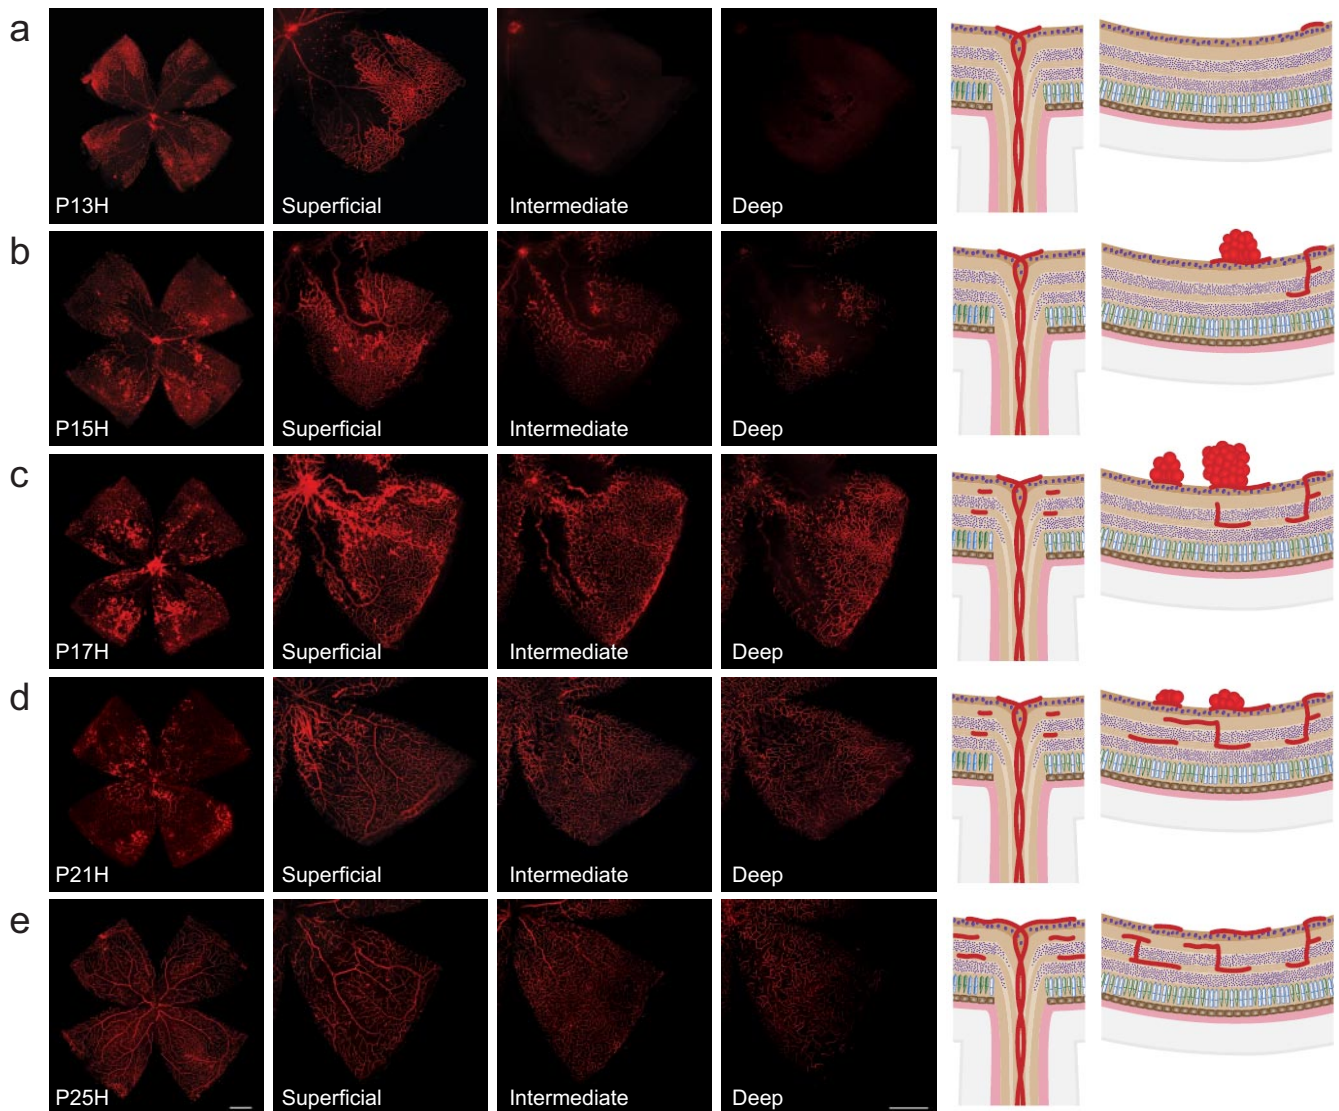 a
P13H Superficial Intermediate Deep
b
P15H Superficial Intermediate Deep
c
P17H Superficial Intermediate Deep
d
P21H Superficial Intermediate Deep
e
P25H Superficial Intermediate Deep